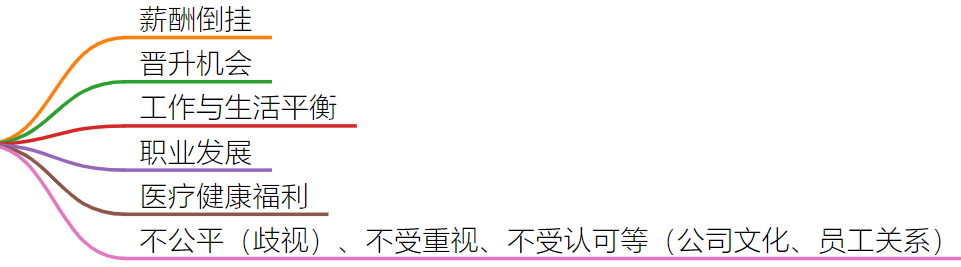 薪酬倒挂
晋升机会
工作与生活平衡
职业发展
医疗健康福利
不公平（歧视）、不受重视、不受认可等（公司文化、员工关系）